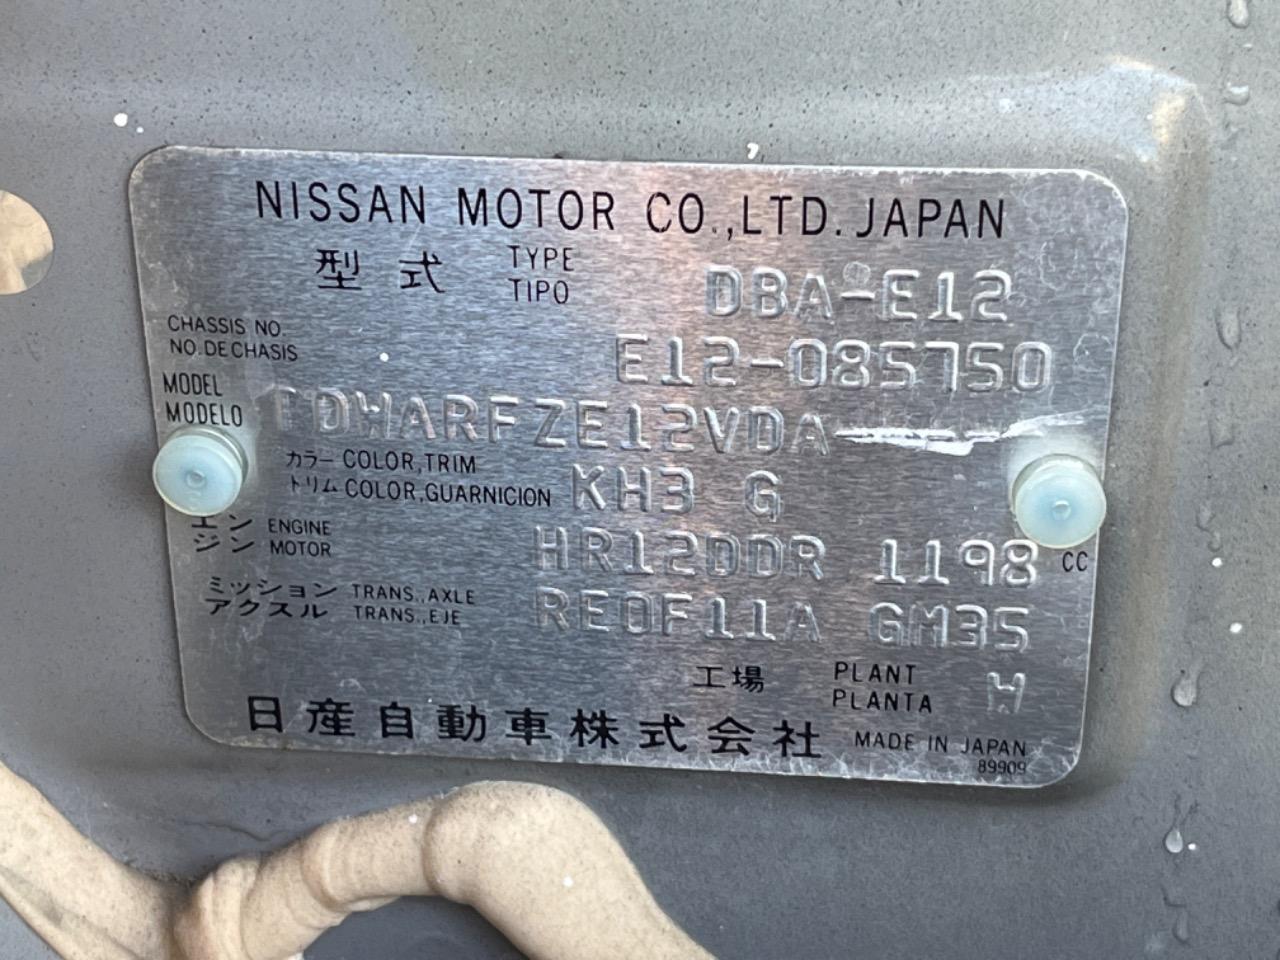 NISSAN MOTOR CO.,LTD. JAPAN
型式 TYPE TIPO DBA-E12
CHASSIS NO.
NO.DE CHASIS E12-085750
MODEL
MODELO DWARFZE12VDA-----
カラー COLOR,TRIM
トリム COLOR,GUARNICION KH3 G
エンジン ENGINE MOTOR HR12DDR 1198 CC
ミッション TRANS.,AXLE
アクスル TRANS.,EJE RE0F11A GM35
工場 PLANT PLANTA W
日産自動車株式会社 MADE IN JAPAN
89909